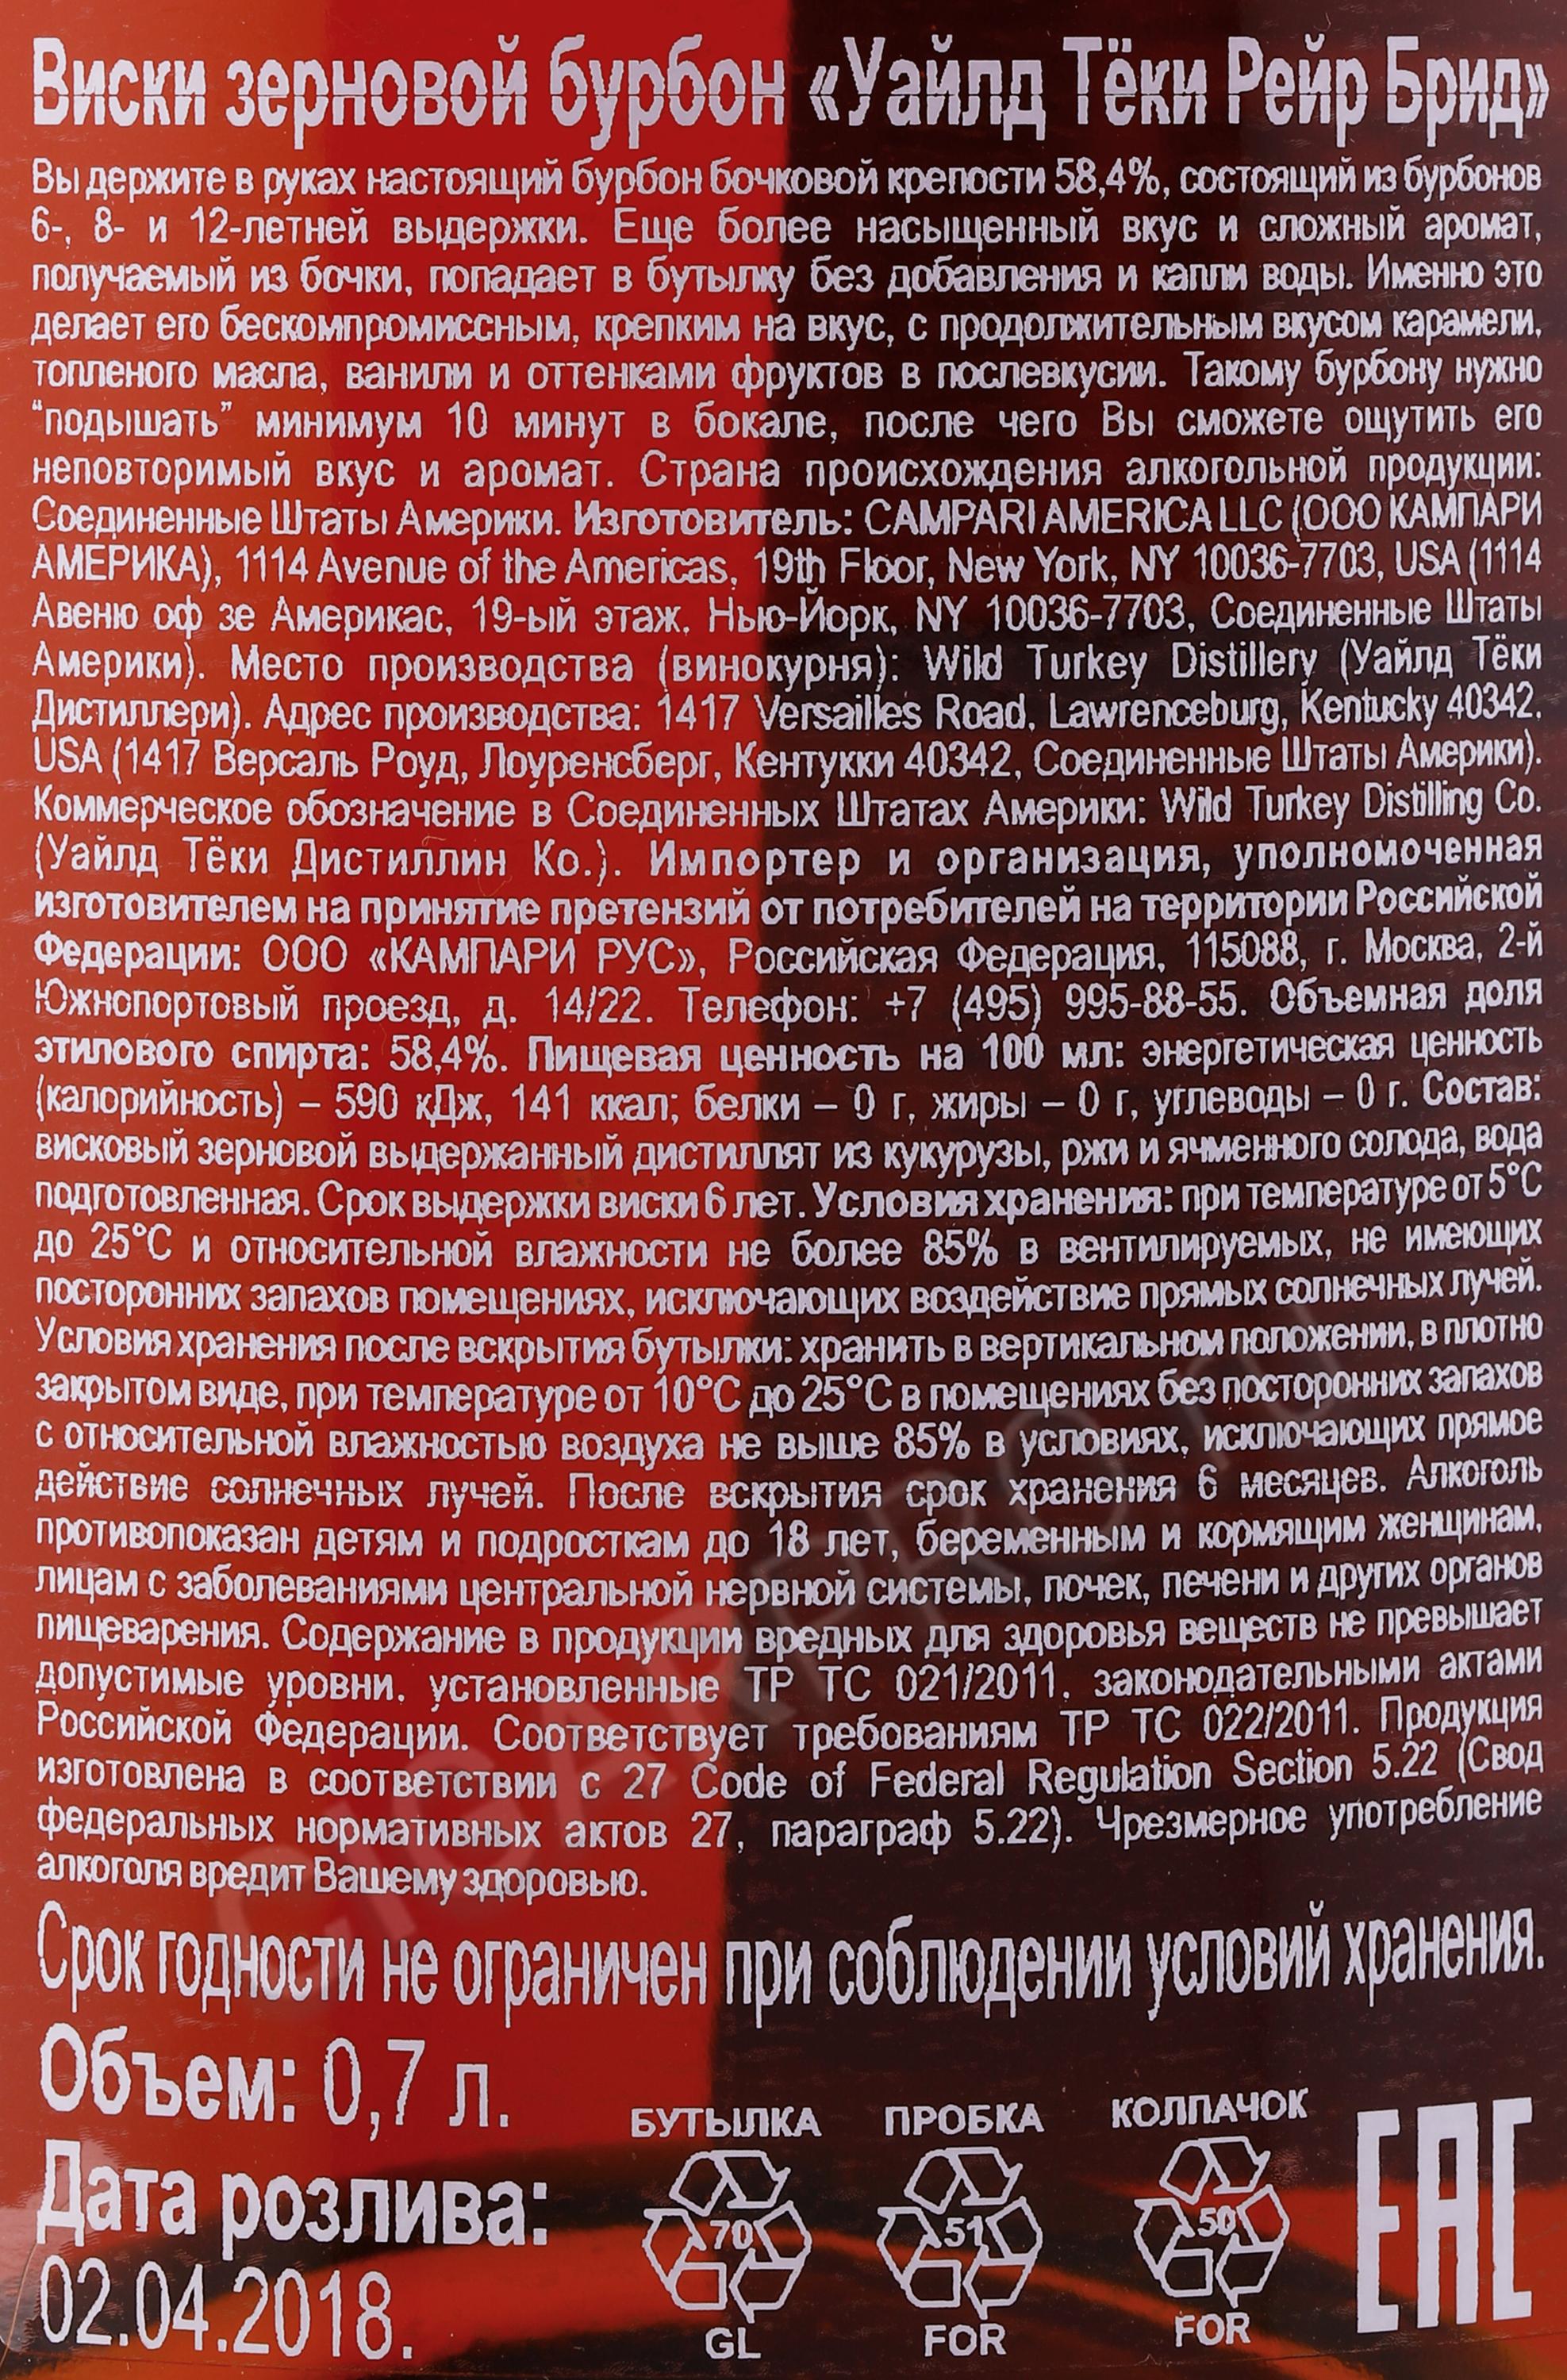 Виски зерновой бурбон «Уайлд Тёки Рейр Брид»
Вы держите в руках настоящий бурбон бочковой крепости 58,4%, состоящий из бурбонов
6-, 8- и 12-летней выдержки. Еще более насыщенный вкус и сложный аромат,
получаемый из бочки, попадает в бутылку без добавления и капли воды. Именно это
делает его бескомпромиссным, крепким на вкус, с продолжительным вкусом карамели,
топленого масла, ванили и оттенками фруктов в послевкусии. Такому бурбону нужно
“подышать” минимум 10 минут в бокале, после чего Вы сможете ощутить его
неповторимый вкус и аромат. Страна происхождения алкогольной продукции:
Соединенные Штаты Америки. Изготовитель: CAMPARI AMERICA LLC (ООО КАМПАРИ
АМЕРИКА), 1114 Avenue of the Americas, 19th Floor, New York, NY 10036-7703, USA (1114
Авеню оф зе Америкас, 19-ый этаж, Нью-Йорк, NY 10036-7703, Соединенные Штаты
Америки). Место производства (винокурня): Wild Turkey Distillery (Уайлд Тёки
Дистиллери). Адрес производства: 1417 Versailles Road, Lawrenceburg, Kentucky 40342,
USA (1417 Версаль Роуд, Лоуренсберг, Кентукки 40342, Соединенные Штаты Америки).
Коммерческое обозначение в Соединенных Штатах Америки: Wild Turkey Distilling Co.
(Уайлд Тёки Дистиллин Ко.). Импортер и организация, уполномоченная
изготовителем на принятие претензий от потребителей на территории Российской
Федерации: ООО «КАМПАРИ РУС», Российская Федерация, 115088, г. Москва, 2-й
Южнопортовый проезд, д. 14/22. Телефон: +7 (495) 995-88-55. Объемная доля
этилового спирта: 58,4%. Пищевая ценность на 100 мл: энергетическая ценность
(калорийность) – 590 кДж, 141 ккал; белки – 0 г, жиры – 0 г, углеводы – 0 г. Состав:
висковый зерновой выдержанный дистиллят из кукурузы, ржи и ячменного солода, вода
подготовленная. Срок выдержки виски 6 лет. Условия хранения: при температуре от 5°С
до 25°С и относительной влажности не более 85% в вентилируемых, не имеющих
посторонних запахов помещениях, исключающих воздействие прямых солнечных лучей.
Условия хранения после вскрытия бутылки: хранить в вертикальном положении, в плотно
закрытом виде, при температуре от 10°С до 25°С в помещениях без посторонних запахов
с относительной влажностью воздуха не выше 85% в условиях, исключающих прямое
действие солнечных лучей. После вскрытия срок хранения 6 месяцев. Алкоголь
противопоказан детям и подросткам до 18 лет, беременным и кормящим женщинам,
лицам с заболеваниями центральной нервной системы, почек, печени и других органов
пищеварения. Содержание в продукции вредных для здоровья веществ не превышает
допустимые уровни, установленные ТР ТС 021/2011, законодательными актами
Российской Федерации. Соответствует требованиям ТР ТС 022/2011. Продукция
изготовлена в соответствии с 27 Code of Federal Regulation Section 5.22 (Свод
федеральных нормативных актов 27, параграф 5.22). Чрезмерное употребление
алкоголя вредит Вашему здоровью.
Срок годности не ограничен при соблюдении условий хранения.
Объем: 0,7 л.
Дата розлива:
02.04.2018.
БУТЫЛКА ПРОБКА КОЛПАЧОК
70 51 50
GL FOR FOR
EAC
CIGARPRO.ru